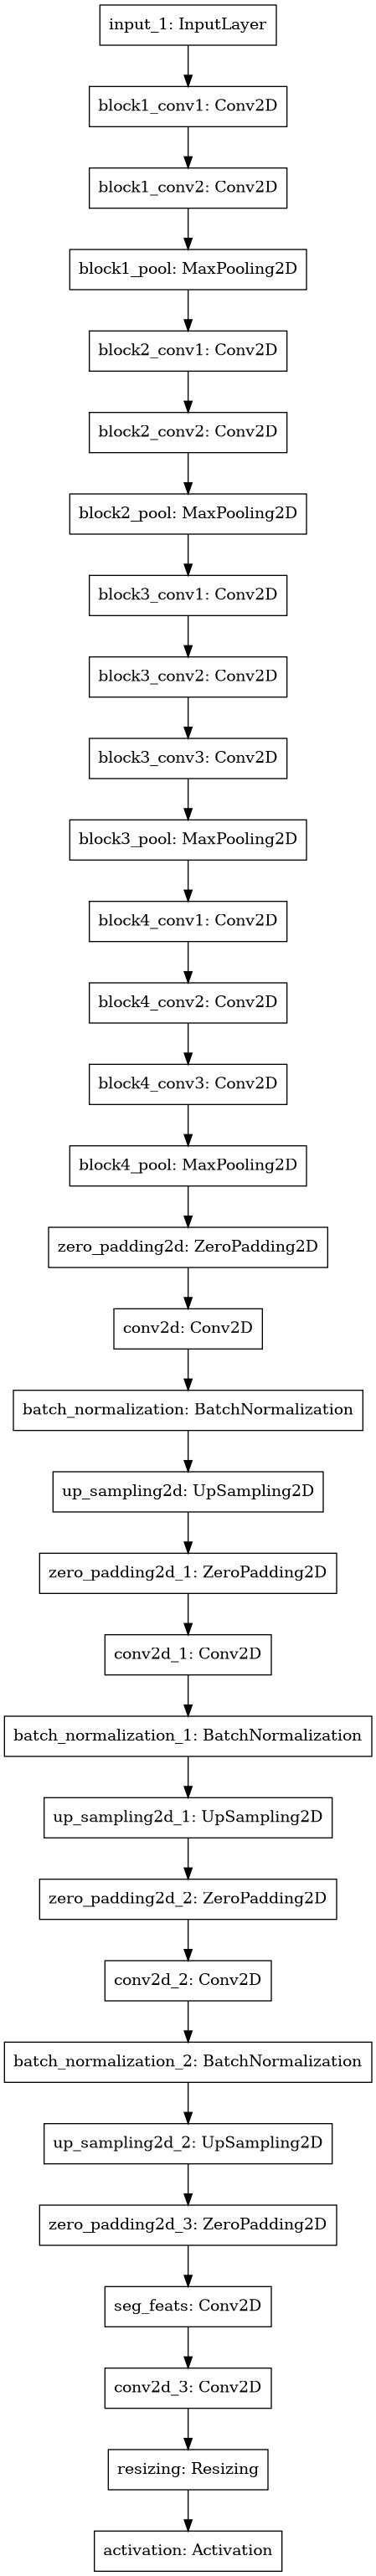 input_1: InputLayer
block1_conv1: Conv2D
block1_conv2: Conv2D
block1_pool: MaxPooling2D
block2_conv1: Conv2D
block2_conv2: Conv2D
block2_pool: MaxPooling2D
block3_conv1: Conv2D
block3_conv2: Conv2D
block3_conv3: Conv2D
block3_pool: MaxPooling2D
block4_conv1: Conv2D
block4_conv2: Conv2D
block4_conv3: Conv2D
block4_pool: MaxPooling2D
zero_padding2d: ZeroPadding2D
conv2d: Conv2D
batch_normalization: BatchNormalization
up_sampling2d: UpSampling2D
zero_padding2d_1: ZeroPadding2D
conv2d_1: Conv2D
batch_normalization_1: BatchNormalization
up_sampling2d_1: UpSampling2D
zero_padding2d_2: ZeroPadding2D
conv2d_2: Conv2D
batch_normalization_2: BatchNormalization
up_sampling2d_2: UpSampling2D
zero_padding2d_3: ZeroPadding2D
seg_feats: Conv2D
conv2d_3: Conv2D
resizing: Resizing
activation: Activation